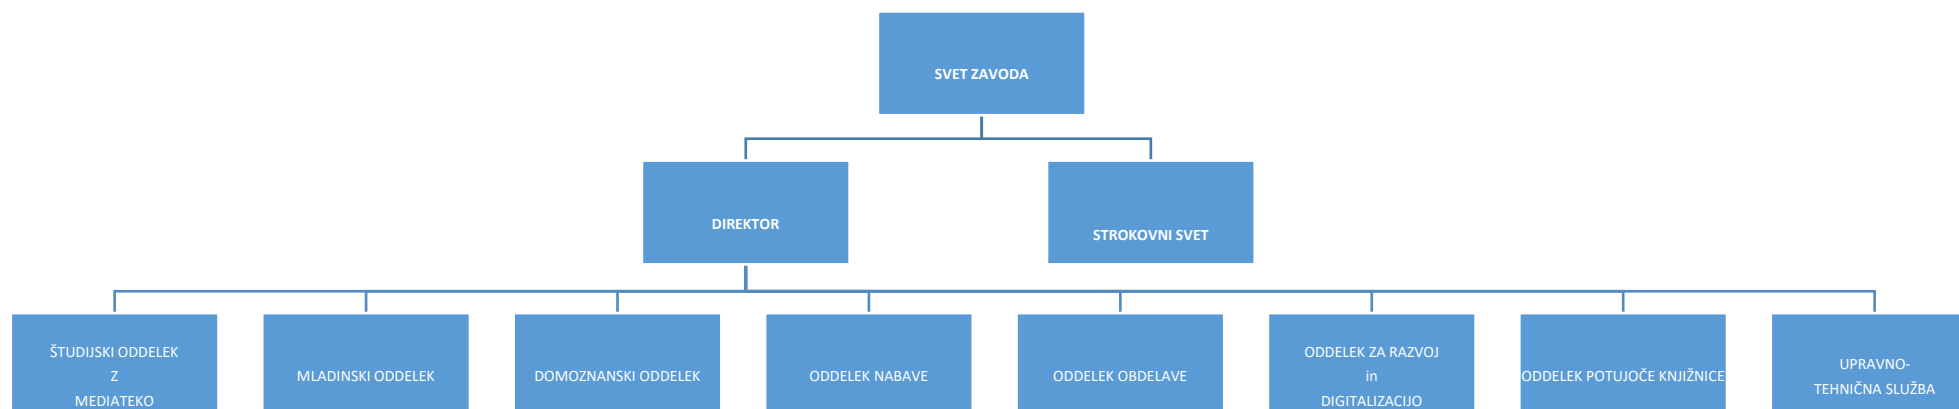 SVET ZAVODA
DIREKTOR
STROKOVNI SVET
ŠTUDIJSKI ODDELEK
Z
MEDIATEKO
MLADINSKI ODDELEK
DOMOZNANSKI ODDELEK
ODDELEK NABAVE
ODDELEK OBDELAVE
ODDELEK ZA RAZVOJ
in
DIGITALIZACIJO
ODDELEK POTUJOČE KNJIŽNICE
UPRAVNO-
TEHNIČNA SLUŽBA